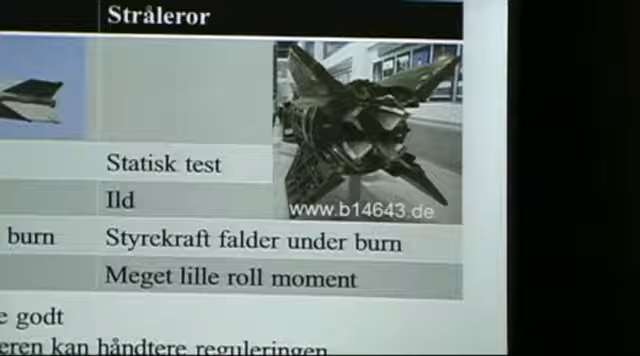 Stråleror
www.b14643.de
Statisk test
Ild
burn Styrekraft falder under burn
Meget lille roll moment
e godt
eren kan håndtere reguleringen